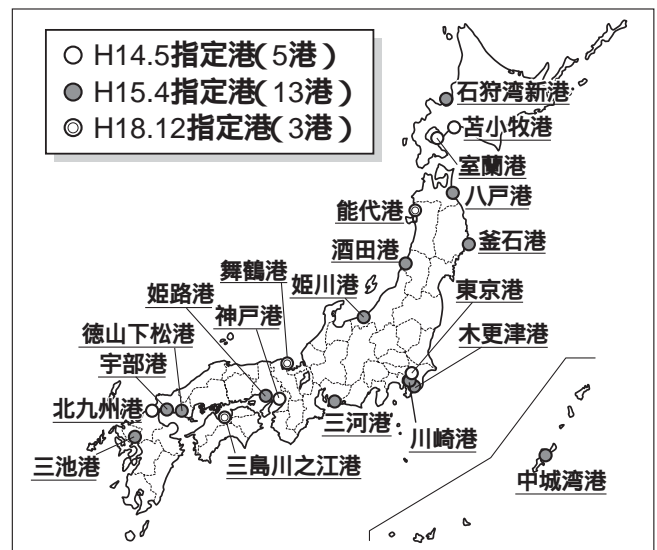 ○ H14.5指定港（5港）
● H15.4指定港（13港）
◎ H18.12指定港（3港）
石狩湾新港
苫小牧港
室蘭港
八戸港
能代港
釜石港
酒田港
舞鶴港
姫川港
東京港
姫路港
神戸港
木更津港
徳山下松港
宇部港
北九州港
三河港
川崎港
三池港
三島川之江港
中城湾港